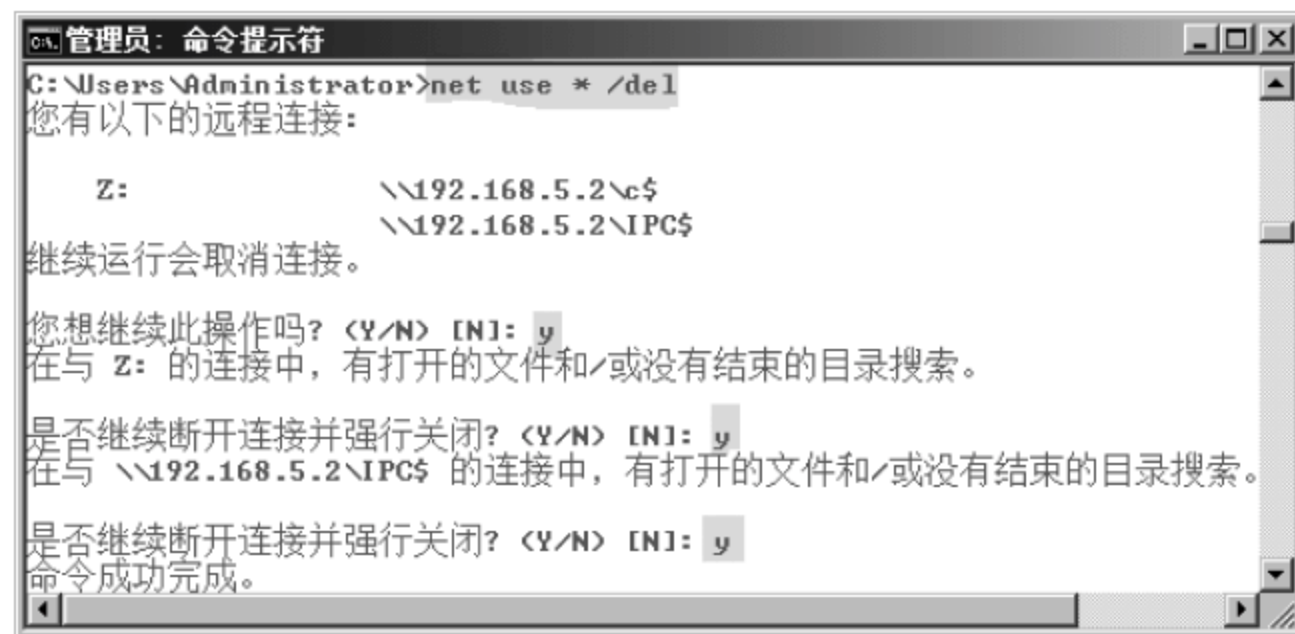 管理员：命令提示符
C:\Users\Administrator>net use * /del
您有以下的远程连接:
Z: \\192.168.5.2\c$
\\192.168.5.2\IPC$
继续运行会取消连接。
您想继续此操作吗? (Y/N) [N]: y
在与 Z: 的连接中，有打开的文件和/或没有结束的目录搜索。
是否继续断开连接并强行关闭? (Y/N) [N]: y
在与 \\192.168.5.2\IPC$ 的连接中，有打开的文件和/或没有结束的目录搜索。
是否继续断开连接并强行关闭? (Y/N) [N]: y
命令成功完成。